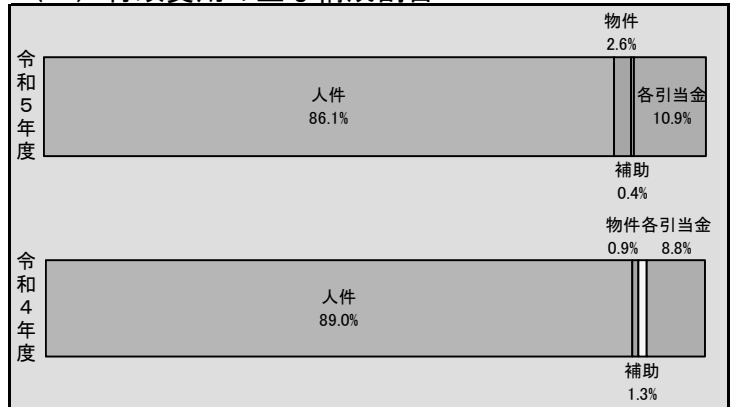 物件
2.6%
令和5年度
人件
86.1%
各引当金
10.9%
補助
0.4%
物件各引当金
0.9% 8.8%
令和4年度
人件
89.0%
補助
1.3%